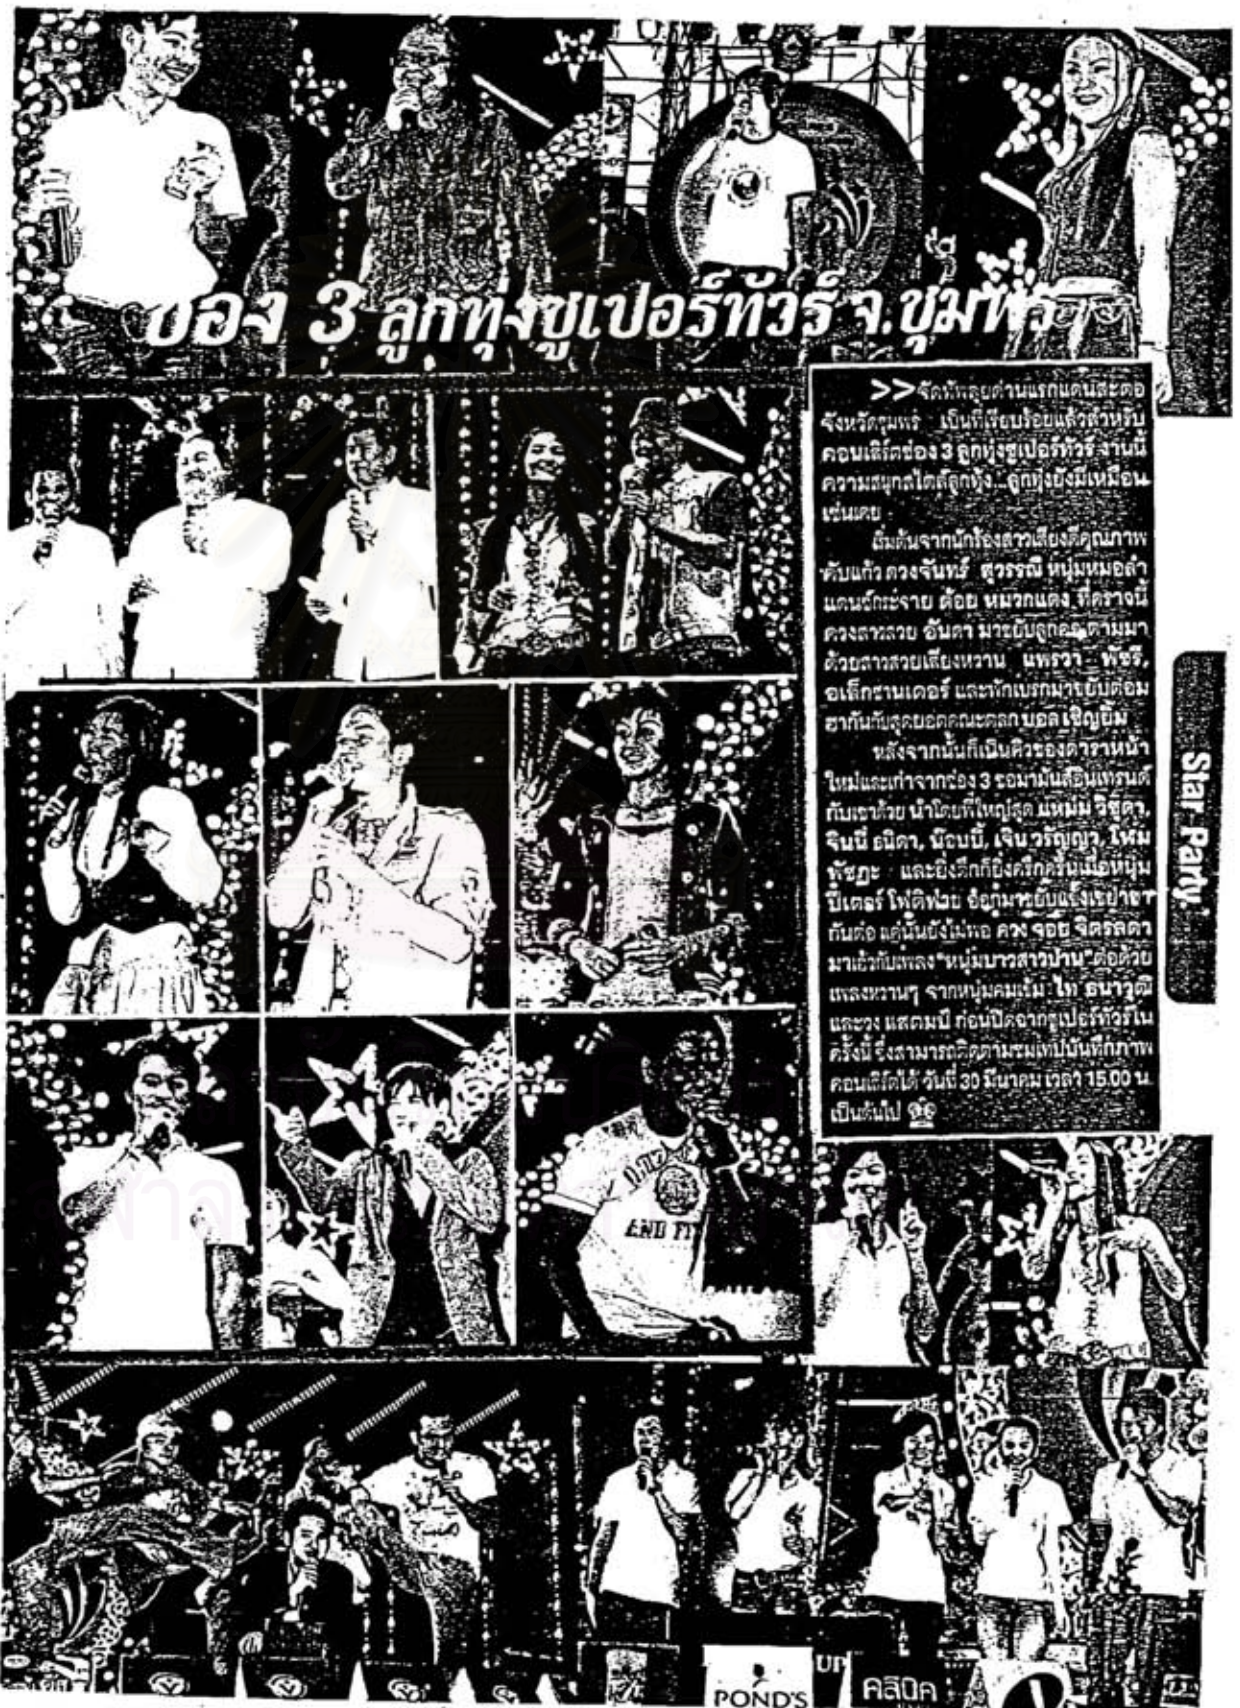 ช่อง 3 ลูกทุ่งซูเปอร์ทัวร์ จ.ชุมพร
>> จัดทัพลุยด่านแรกแดนสะตอ
จังหวัดชุมพร เป็นที่เรียบร้อยแล้วสำหรับ
คอนเสิร์ตช่อง 3 ลูกทุ่งซูเปอร์ทัวร์ งานนี้
ความสนุกสไตล์ลูกทุ่ง...ลูกทุ่งยังมีเหมือน
เช่นเคย
เริ่มต้นจากนักร้องสาวเสียงดีคุณภาพ
คับแก้ว ดวงจันทร์ สุวรรณี หนุ่มหมอลำ
แดนซ์กระจาย ต้อย หมวกแดง ที่คราวนี้
ควงสาวสวย อันดา มาขยับลูกคอ ตามมา
ด้วยสาวสวยเสียงหวาน แพรวา พัชรี,
อเล็กซานเดอร์ และพักเบรกมาขยับต่อม
ฮากันกับสุดยอดคณะตลก บอล เชิญยิ้ม
หลังจากนั้นก็เป็นคิวของดาราหน้า
ใหม่และเก่าจากช่อง 3 ขอมามันส์อินเทรนด์
กับเขาด้วย นำโดยพี่ใหญ่สุด แหม่ม วิชุดา,
จินนี่ ธนิดา, น๊อบบี้, เจิน วรัญญา, โหม
พัชฏะ และยิ่งดึกก็ยิ่งครึกครื้นเมื่อหนุ่ม
ปีเตอร์ โฟดิฟาย ออกมาขยับแข้งเขย่าขา
กันต่อ แค่นั้นยังไม่พอ ควง จ๊อย จิตรลดา
มาเอ้วกับเพลง "หนุ่มบาวสาวปาน" ต่อด้วย
เพลงหวานๆ จากหนุ่มคมเข้ม ไท ธนาวุฒิ
และวง แสตมป์ ก่อนปิดฉากซูเปอร์ทัวร์ใน
ครั้งนี้ ซึ่งสามารถติดตามชมเทปบันทึกภาพ
คอนเสิร์ตได้ วันที่ 30 มีนาคม เวลา 15.00 น.
เป็นต้นไป
Star Party
AND FI
POND'S
คลินิค